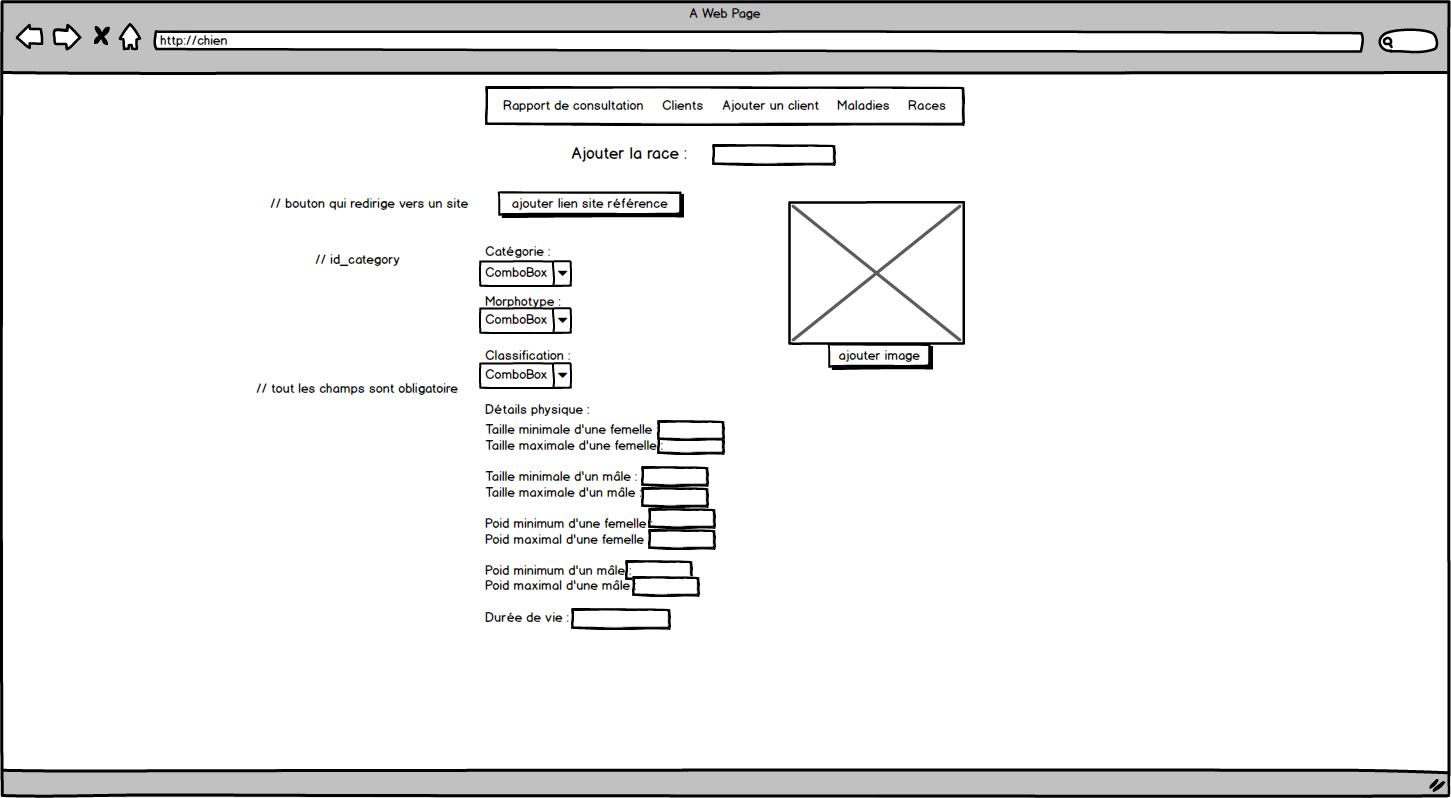 A Web Page
http://chien
Rapport de consultation Clients Ajouter un client Maladies Races
Ajouter la race :
// bouton qui redirige vers un site
ajouter lien site référence
// id_category
Catégorie :
ComboBox
Morphotype :
ComboBox
ajouter image
Classification :
ComboBox
// tout les champs sont obligatoire
Détails physique :
Taille minimale d'une femelle :
Taille maximale d'une femelle :
Taille minimale d'un mâle :
Taille maximale d'un mâle :
Poid minimum d'une femelle :
Poid maximal d'une femelle
Poid minimum d'un mâle :
Poid maximal d'une mâle :
Durée de vie :